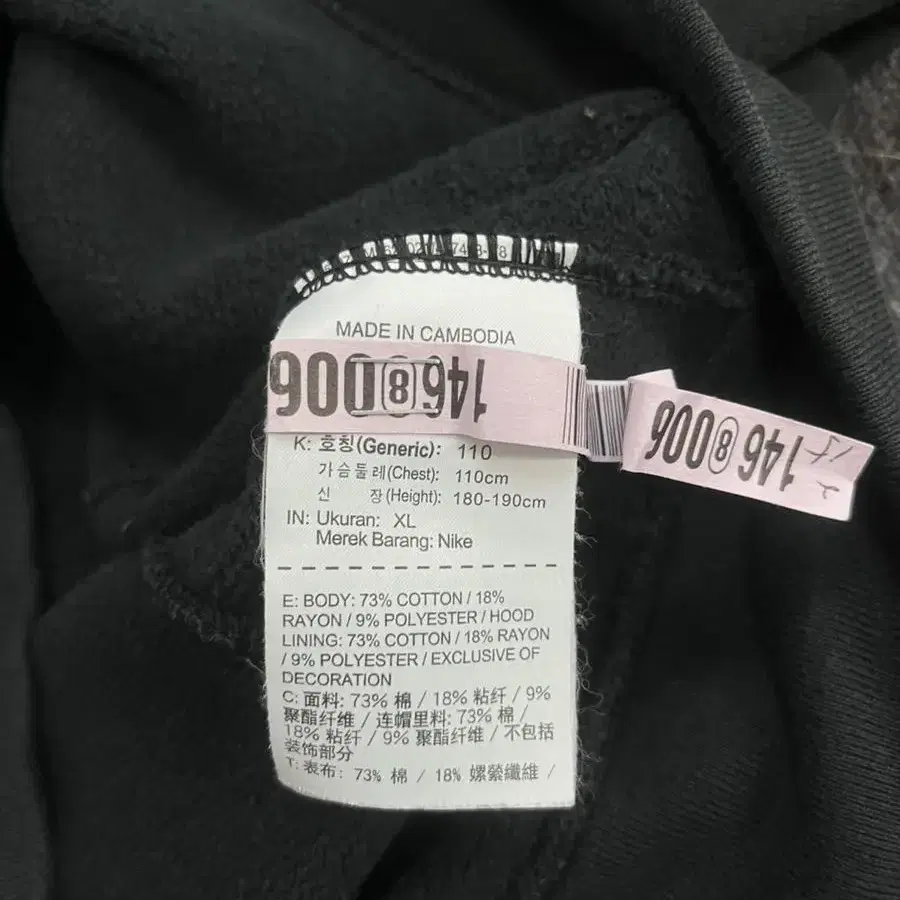 MADE IN CAMBODIA
146⑧006
146⑧006
K: 호칭(Generic): 110
가슴둘레(Chest): 110cm
신 장(Height): 180-190cm
IN: Ukuran: XL
Merek Barang: Nike
E: BODY: 73% COTTON / 18%
RAYON / 9% POLYESTER / HOOD
LINING: 73% COTTON / 18% RAYON
/ 9% POLYESTER / EXCLUSIVE OF
DECORATION
C: 面料: 73% 棉 / 18% 粘纤 / 9%
聚酯纤维 / 连帽里料: 73% 棉 /
18% 粘纤 / 9% 聚酯纤维 / 不包括
装饰部分
T: 表布: 73% 棉 / 18% 嫘縈纖維 /